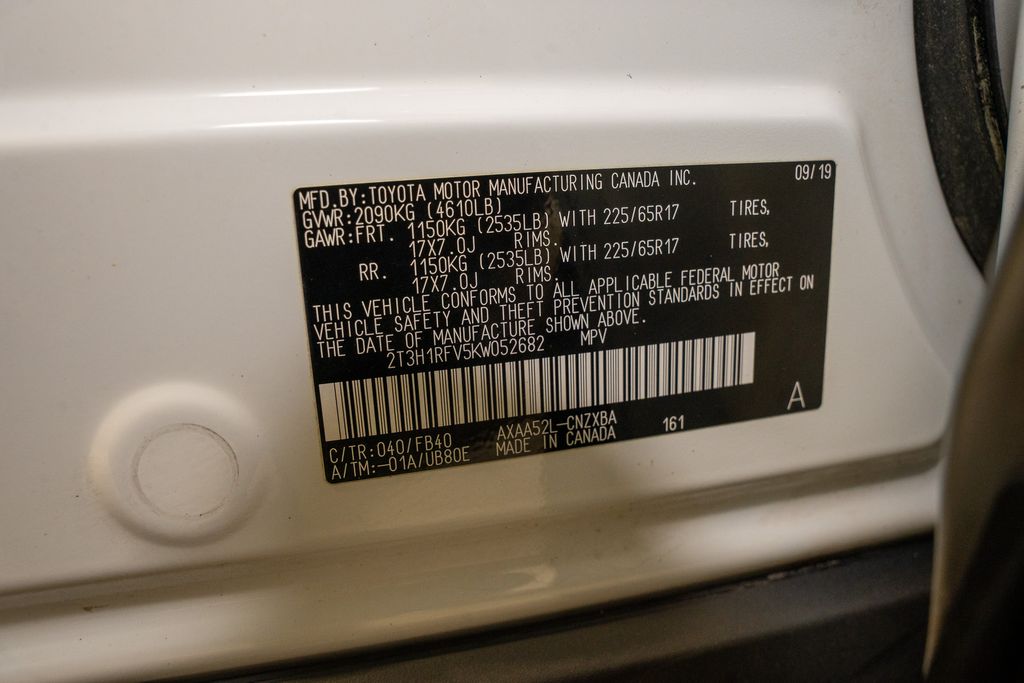 MFD.BY:TOYOTA MOTOR MANUFACTURING CANADA INC. 09/19
GVWR:2090KG (4610LB)
GAWR:FRT. 1150KG (2535LB) WITH 225/65R17 TIRES,
17X7.0J RIMS.
RR. 1150KG (2535LB) WITH 225/65R17 TIRES,
17X7.0J RIMS.
THIS VEHICLE CONFORMS TO ALL APPLICABLE FEDERAL MOTOR
VEHICLE SAFETY AND THEFT PREVENTION STANDARDS IN EFFECT ON
THE DATE OF MANUFACTURE SHOWN ABOVE.
2T3H1RFV5KW052682 MPV
A
C/TR:040/FB40 AXAA52L-CNZXBA 161
A/TM:-01A/UB80E MADE IN CANADA